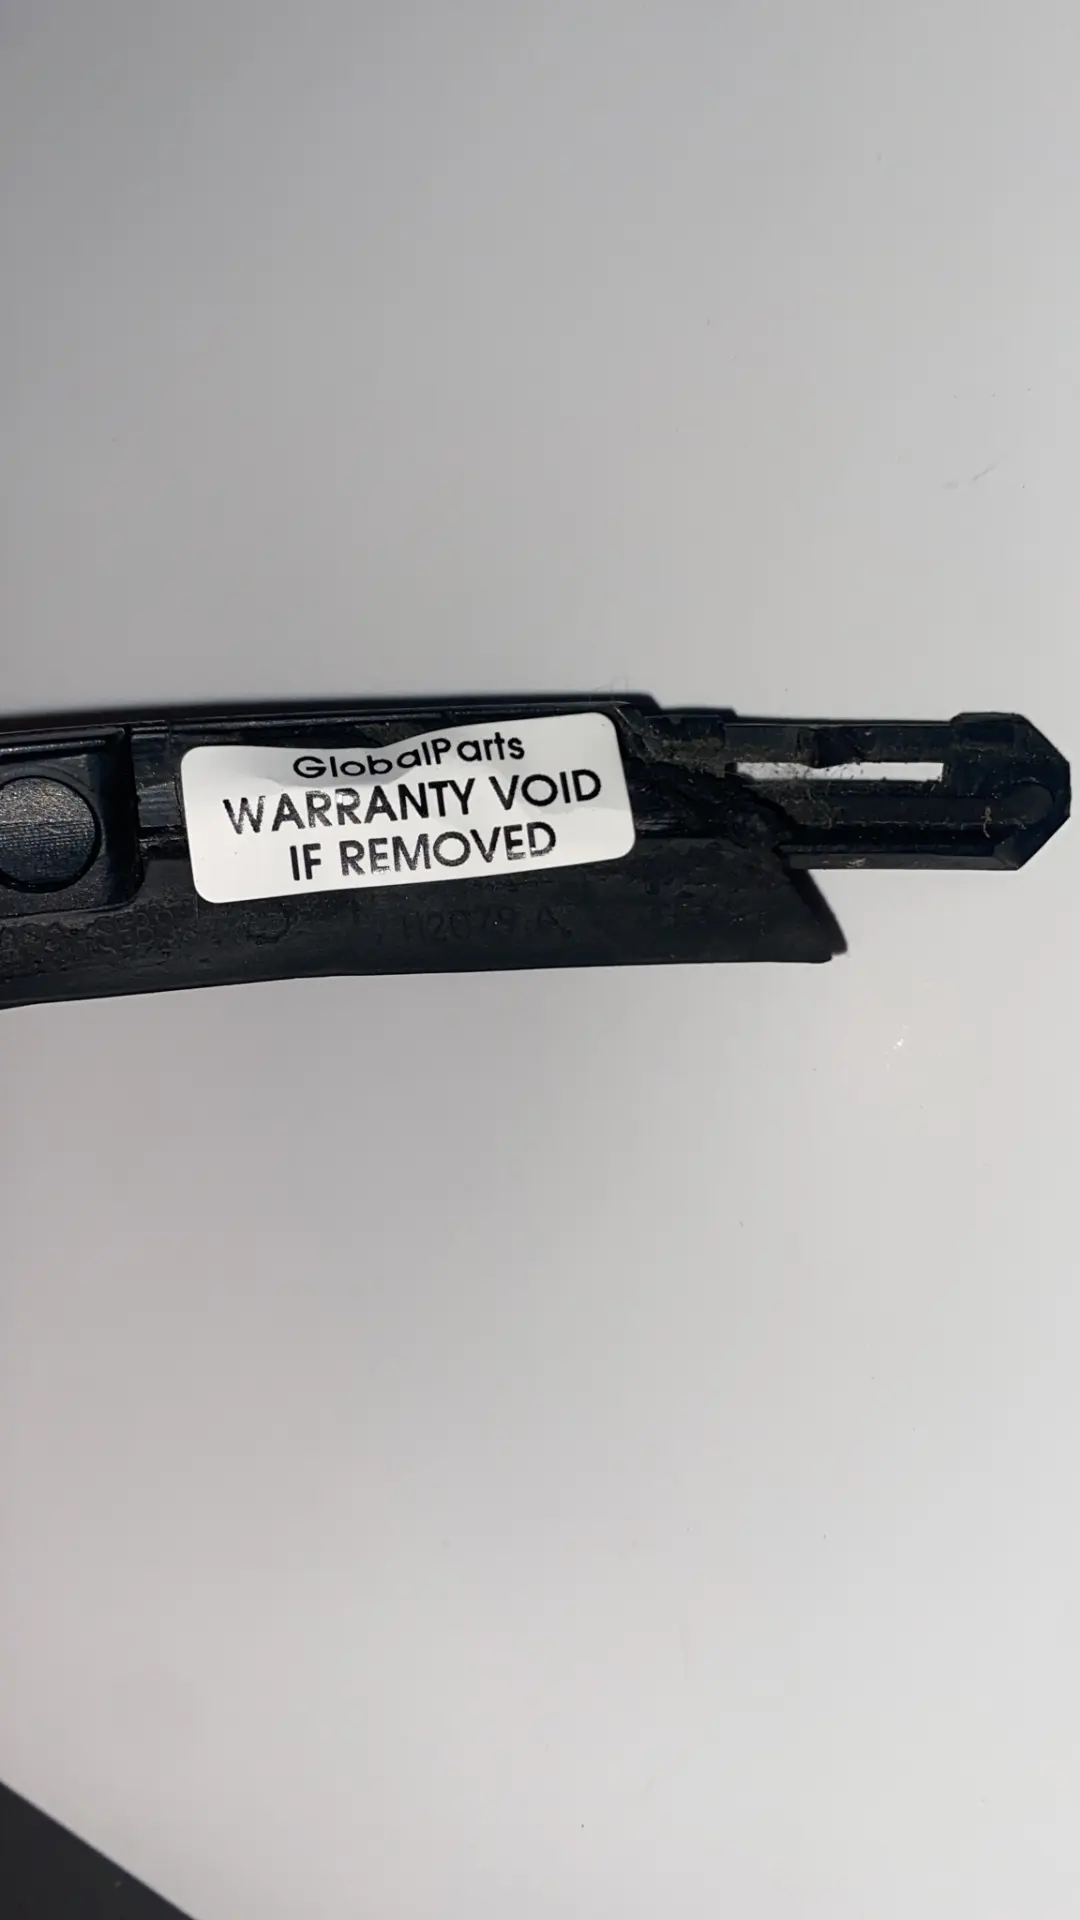 GlobalParts
WARRANTY VOID
IF REMOVED